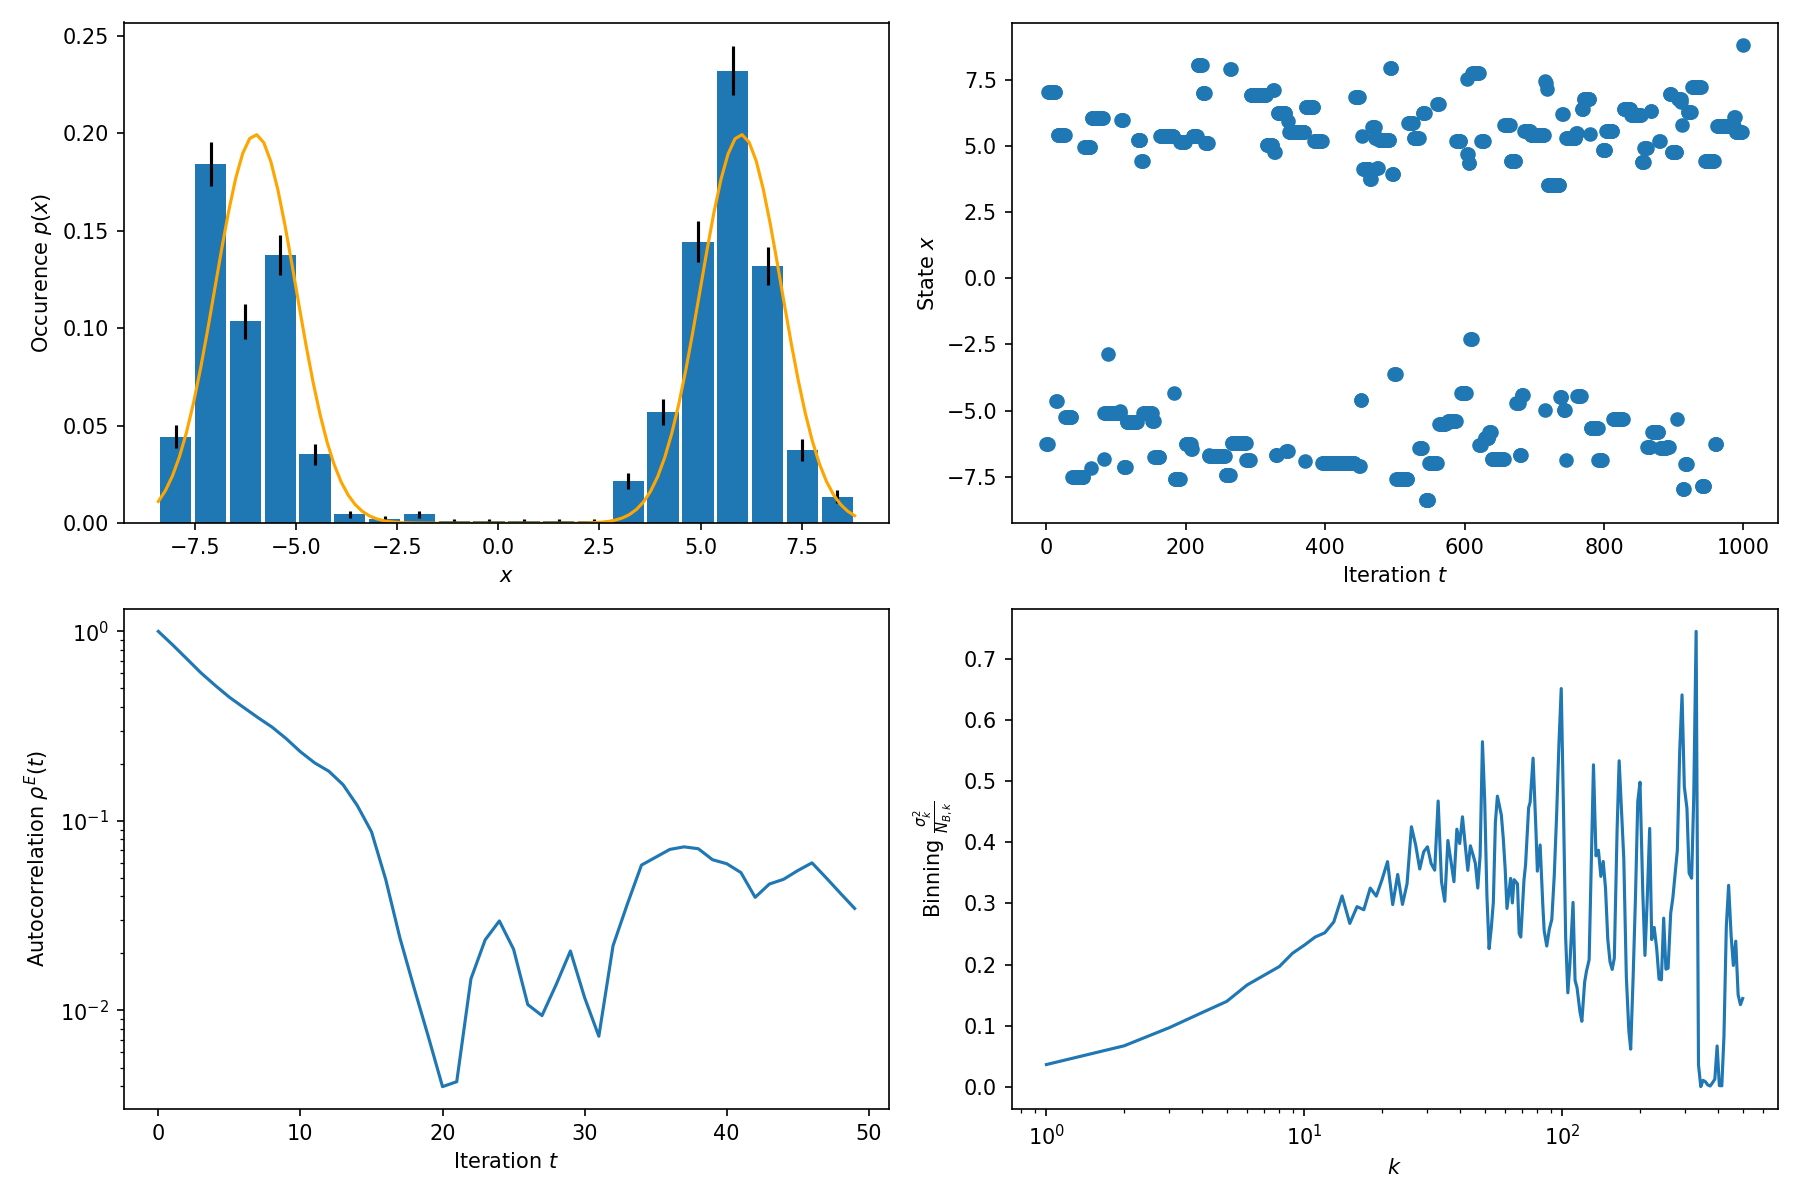 0.25
0.20
0.15
0.10
0.05
0.00
Occurence p(x)
−7.5 −5.0 −2.5 0.0 2.5 5.0 7.5
x
7.5
5.0
2.5
0.0
−2.5
−5.0
−7.5
State x
0 200 400 600 800 1000
Iteration t
10⁰
10⁻¹
10⁻²
Autocorrelation ρᴱ(t)
0 10 20 30 40 50
Iteration t
0.7
0.6
0.5
0.4
0.3
0.2
0.1
0.0
Binning σ²_k / N_{B,k}
10⁰ 10¹ 10²
k